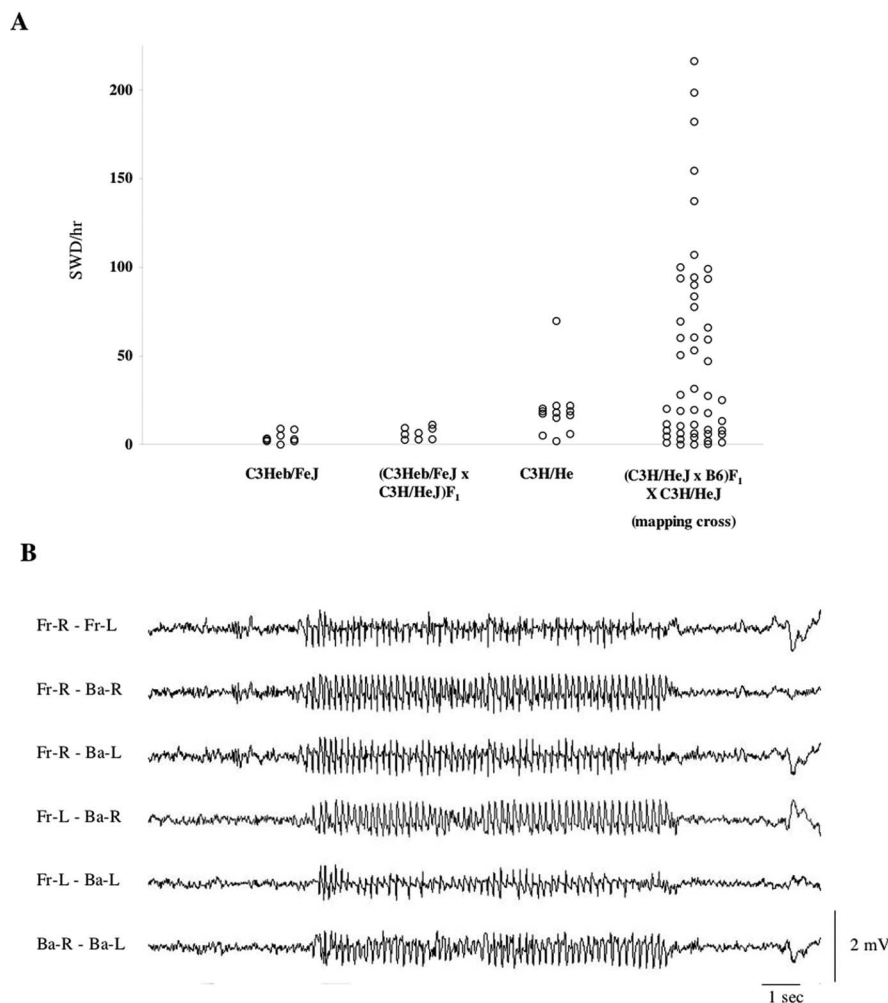 A
SWD/hr
200
150
100
50
0
C3Heb/FeJ
(C3Heb/FeJ x
C3H/HeJ)F₁
C3H/He
(C3H/HeJ x B6)F₁
X C3H/HeJ
(mapping cross)
B
Fr-R - Fr-L
Fr-R - Ba-R
Fr-R - Ba-L
Fr-L - Ba-R
Fr-L - Ba-L
Ba-R - Ba-L
2 mV
1 sec